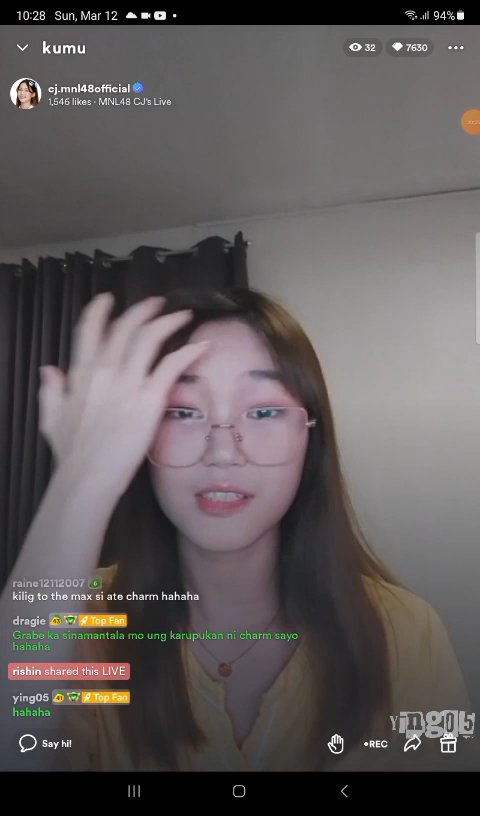 10:28 Sun, Mar 12
94%
kumu
32
7630
cj.mnl48official
1,546 likes · MNL48 CJ's Live
raine12112007
kilig to the max si ate charm hahaha
dragie Top Fan
Grabe ka sinamantala mo ung karupukan ni charm sayo
hahaha
rishin shared this LIVE
ying05 41 Top Fan
hahaha
Say hi!
•REC